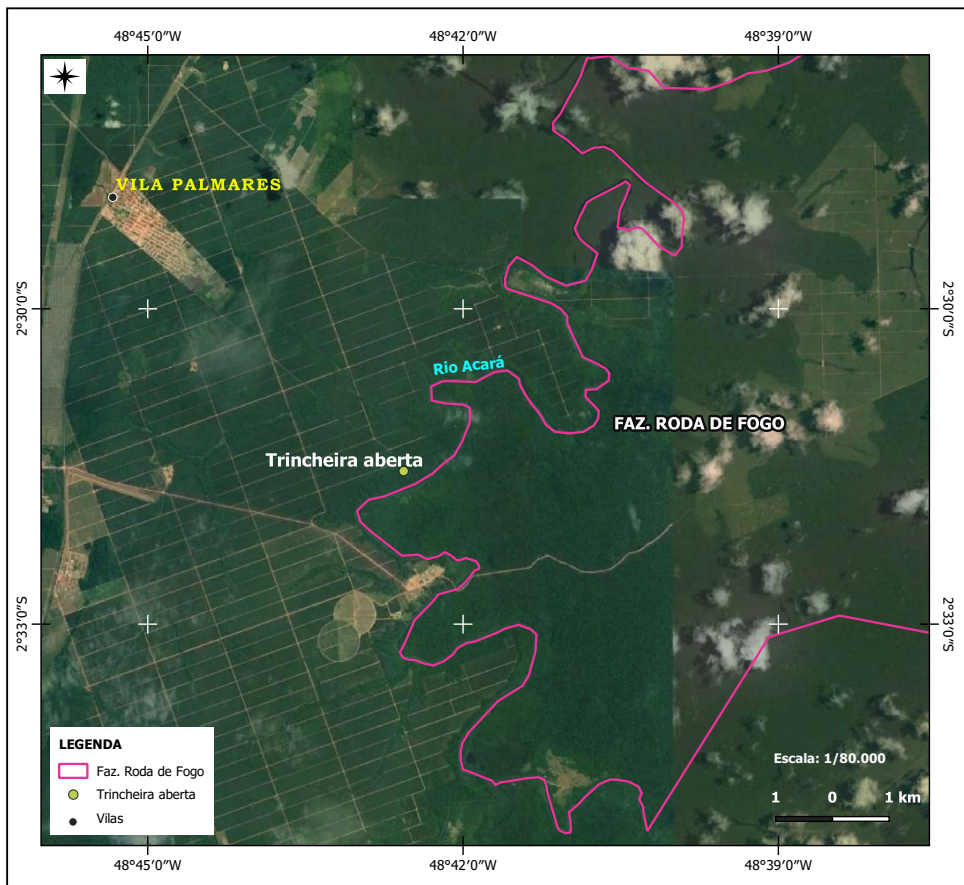 48°45′0″W 48°42′0″W 48°39′0″W
VILA PALMARES
2°30′0″S 2°30′0″S
Rio Acará
FAZ. RODA DE FOGO
Trincheira aberta
2°33′0″S 2°33′0″S
LEGENDA
Faz. Roda de Fogo
Trincheira aberta
Vilas
Escala: 1/80.000
1 0 1 km
48°45′0″W 48°42′0″W 48°39′0″W